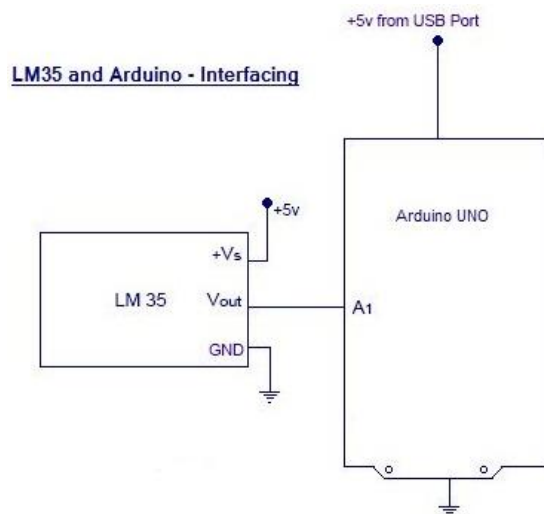 +5v from USB Port
LM35 and Arduino - Interfacing
+5v
Arduino UNO
+Vs
LM 35
Vout
A1
GND